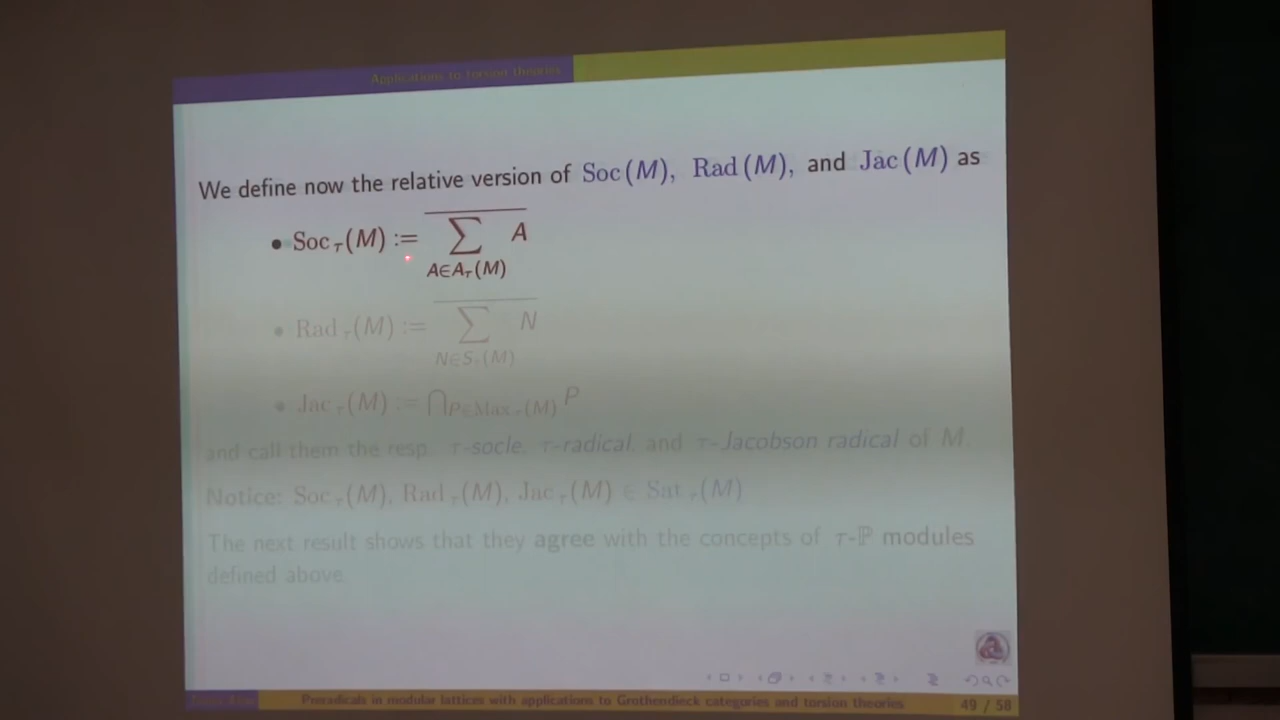 Applications to torsion theories
We define now the relative version of Soc(M), Rad(M), and Jac(M) as
• Soc_τ(M) := \overline{∑_{A∈A_τ(M)} A}
• Rad_τ(M) := \overline{∑_{N∈S_τ(M)} N}
• Jac_τ(M) := ⋂_{P∈Max_τ(M)} P
and call them the resp. τ-socle, τ-radical, and τ-Jacobson radical of M.
Notice: Soc_τ(M), Rad_τ(M), Jac_τ(M) ∈ Sat_τ(M)
The next result shows that they agree with the concepts of τ-ℙ modules
defined above
Preradicals in modular lattices with applications to Grothendieck categories and torsion theories 49 / 58